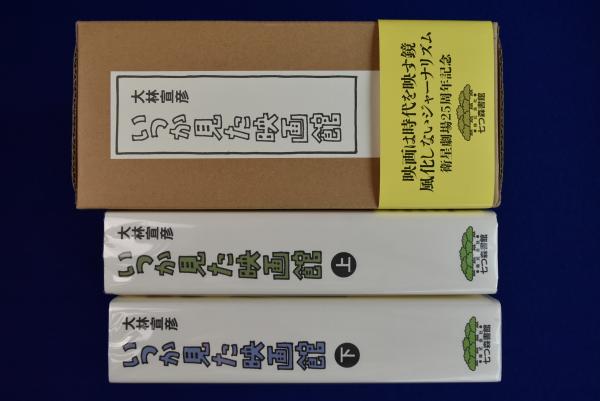 大林宣彦
いつか見た映画館
映画は時代を映す鏡
風化しないジャーナリズム
衛星劇場25周年記念
七つ森書館
大林宣彦
いつか見た映画館
上
七つ森書館
大林宣彦
いつか見た映画館
下
七つ森書館